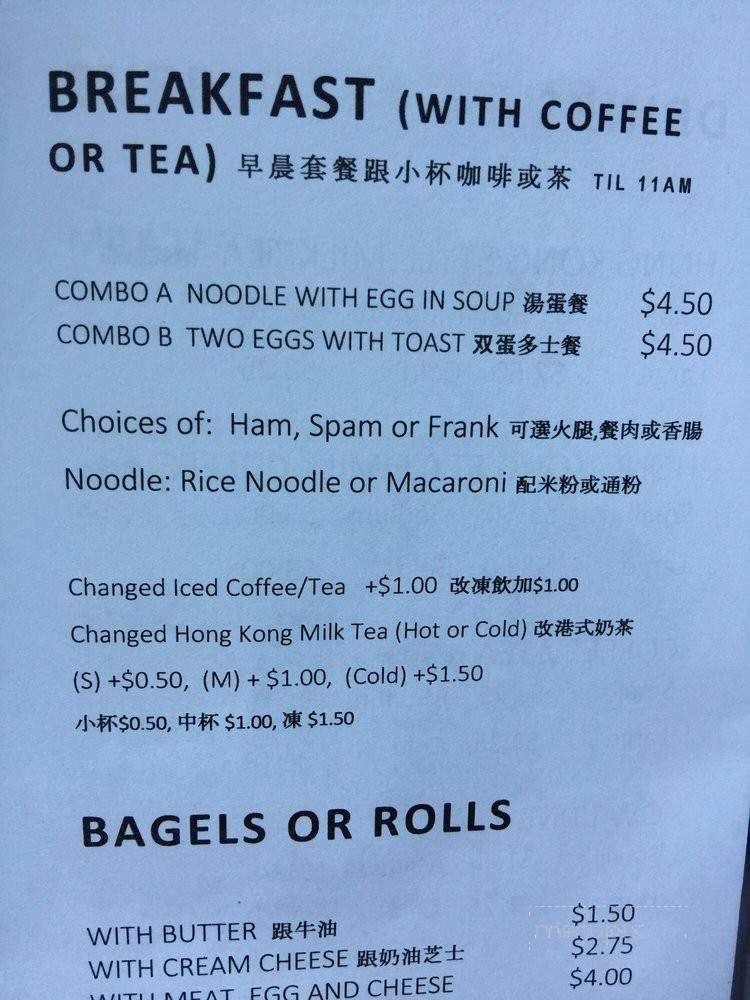 BREAKFAST (WITH COFFEE
OR TEA) 早晨套餐跟小杯咖啡或茶 TIL 11AM
COMBO A NOODLE WITH EGG IN SOUP 湯蛋餐 $4.50
COMBO B TWO EGGS WITH TOAST 双蛋多士餐 $4.50
Choices of: Ham, Spam or Frank 可選火腿,餐肉或香腸
Noodle: Rice Noodle or Macaroni 配米粉或通粉
Changed Iced Coffee/Tea +$1.00 改凍飲加$1.00
Changed Hong Kong Milk Tea (Hot or Cold) 改港式奶茶
(S) +$0.50, (M) + $1.00, (Cold) +$1.50
小杯$0.50, 中杯 $1.00, 凍 $1.50
BAGELS OR ROLLS
WITH BUTTER 跟牛油 $1.50
WITH CREAM CHEESE 跟奶油芝士 $2.75
WITH MEAT, EGG AND CHEESE $4.00